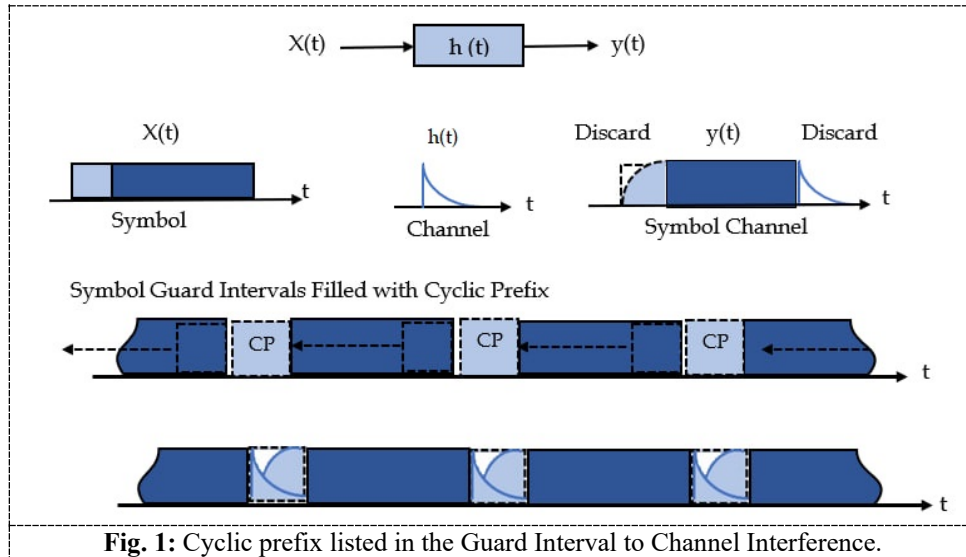 X(t) h (t) y(t)
X(t) h(t) Discard y(t) Discard
t t t
Symbol Channel Symbol Channel
Symbol Guard Intervals Filled with Cyclic Prefix
CP CP CP
t
t
Fig. 1: Cyclic prefix listed in the Guard Interval to Channel Interference.